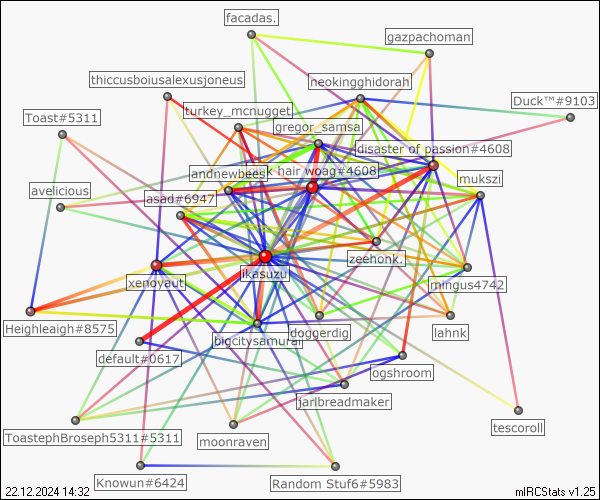 facadas.
gazpachoman
thiccusboiusalexusjoneus
neokingghidorah
Duck™#9103
turkey_mcnugget.
Toast#5311
gregor_samsa
disaster of passion#4608
k hair woag#4608
andnewbees
mukszi
avelicious
asad#6947
zeehonk.
ikasuzu
xenoyaut
mingus4742
Heighleaigh#8575
bigcitysamurai
doggerdig
lahnk
default#0617
ogshroom
jarlbreadmaker
ToastephBroseph5311#5311
moonraven
tescoroll
Knowun#6424
Random Stuf6#5983
22.12.2024 14:32
mIRCStats v1.25